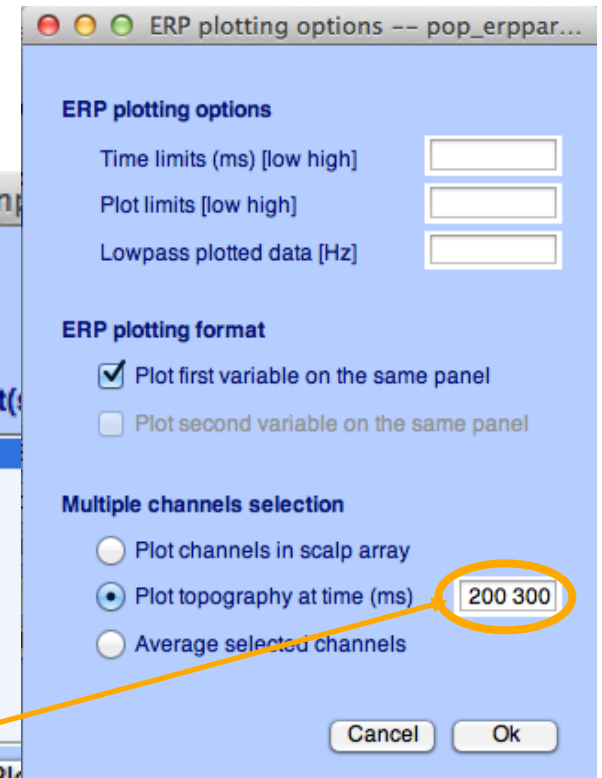 ERP plotting options -- pop_erppar...
ERP plotting options
Time limits (ms) [low high]
Plot limits [low high]
Lowpass plotted data [Hz]
ERP plotting format
Plot first variable on the same panel
Plot second variable on the same panel
Multiple channels selection
Plot channels in scalp array
Plot topography at time (ms) 200 300
Average selected channels
Cancel Ok